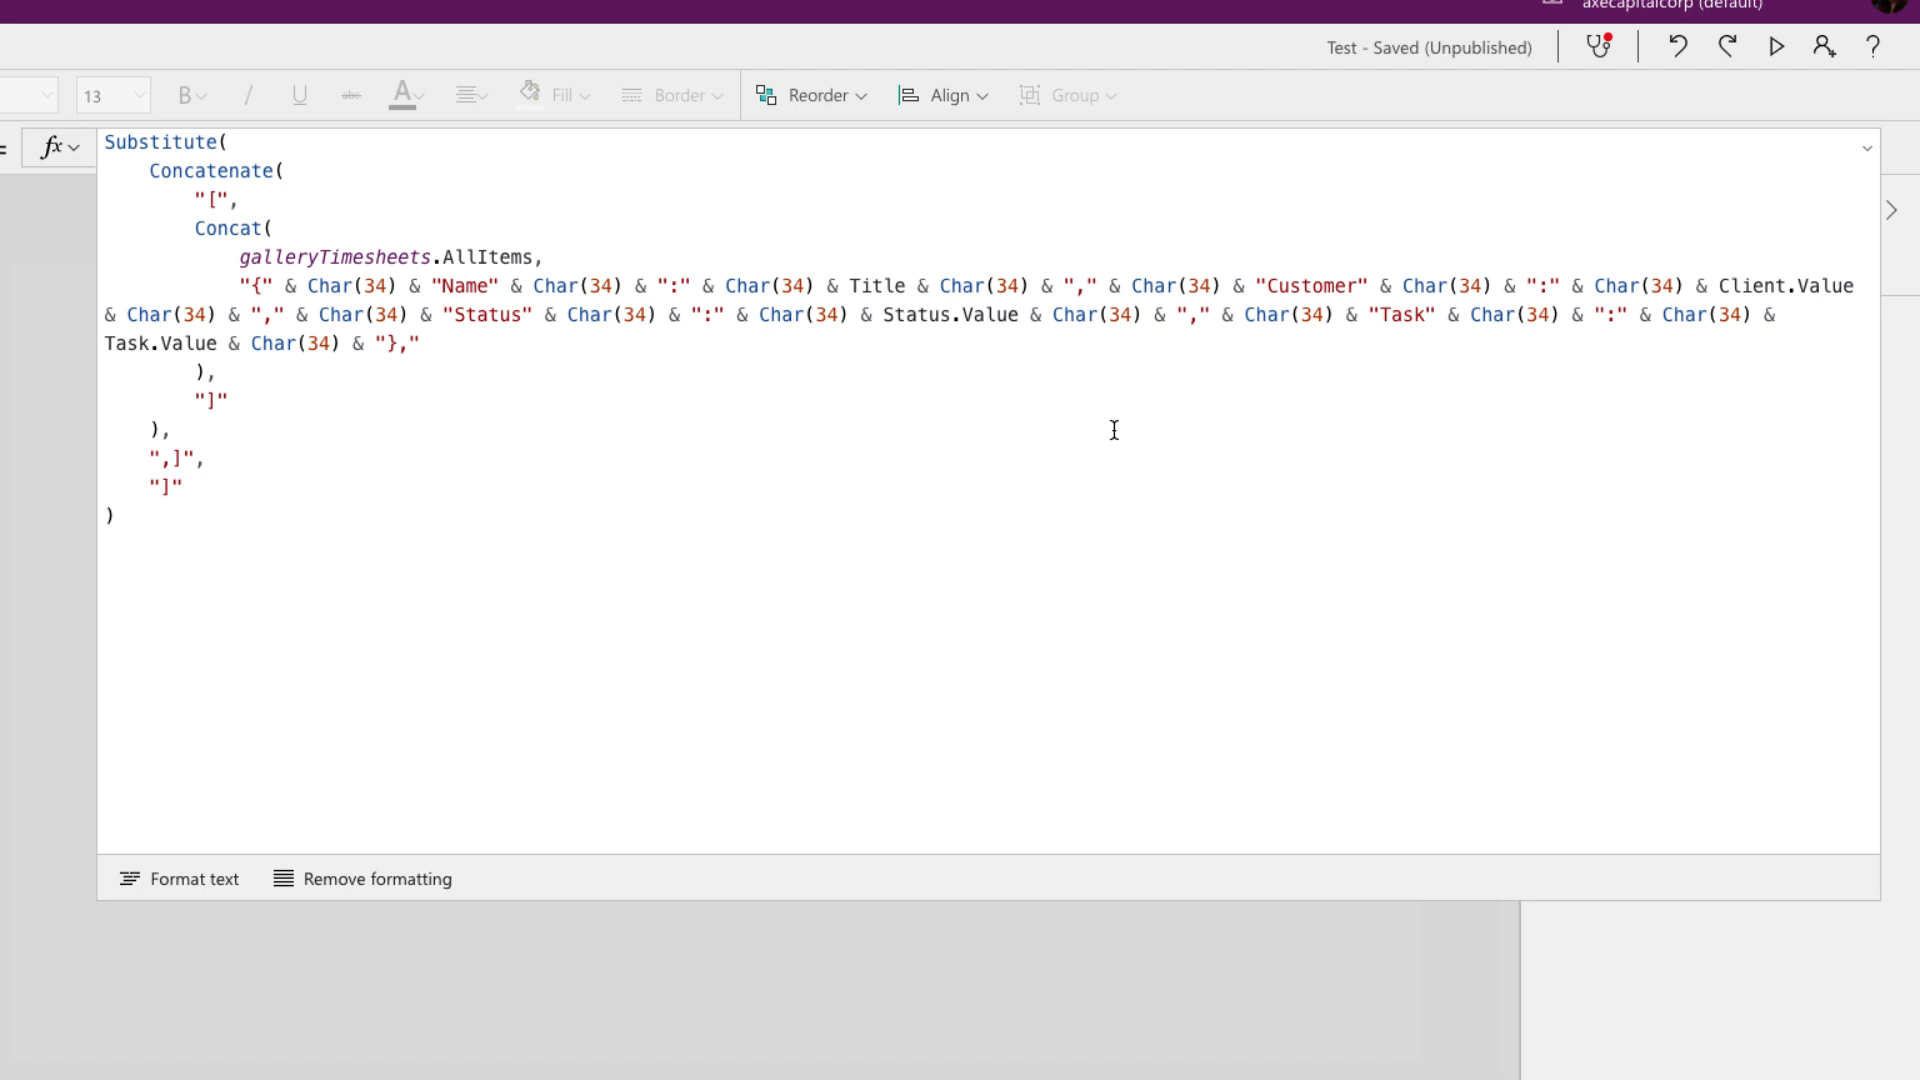 axecapitalcorp (default)
Test - Saved (Unpublished)
13 B / U abc A Fill Border Reorder Align Group
= fx
Substitute(
Concatenate(
"[",
Concat(
galleryTimesheets.AllItems,
"{" & Char(34) & "Name" & Char(34) & ":" & Char(34) & Title & Char(34) & "," & Char(34) & "Customer" & Char(34) & ":" & Char(34) & Client.Value
& Char(34) & "," & Char(34) & "Status" & Char(34) & ":" & Char(34) & Status.Value & Char(34) & "," & Char(34) & "Task" & Char(34) & ":" & Char(34) &
Task.Value & Char(34) & "},"
),
"]"
),
",]",
"]"
)
Format text Remove formatting